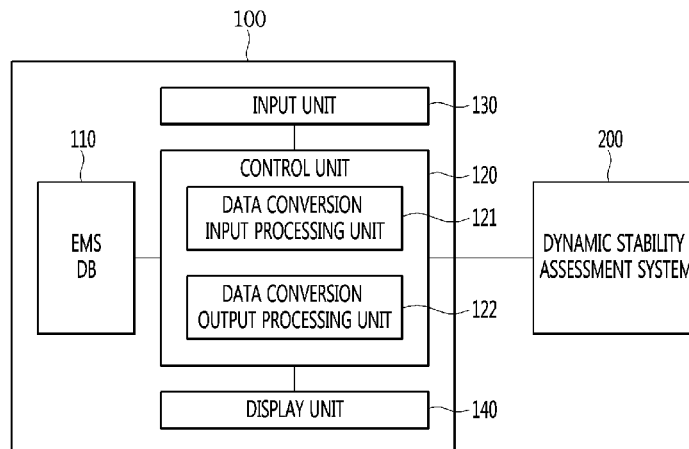 100
INPUT UNIT
130
110
CONTROL UNIT
120
200
DATA CONVERSION
INPUT PROCESSING UNIT
121
EMS
DB
DYNAMIC STABILITY
ASSESSMENT SYSTEM
DATA CONVERSION
OUTPUT PROCESSING UNIT
122
DISPLAY UNIT
140